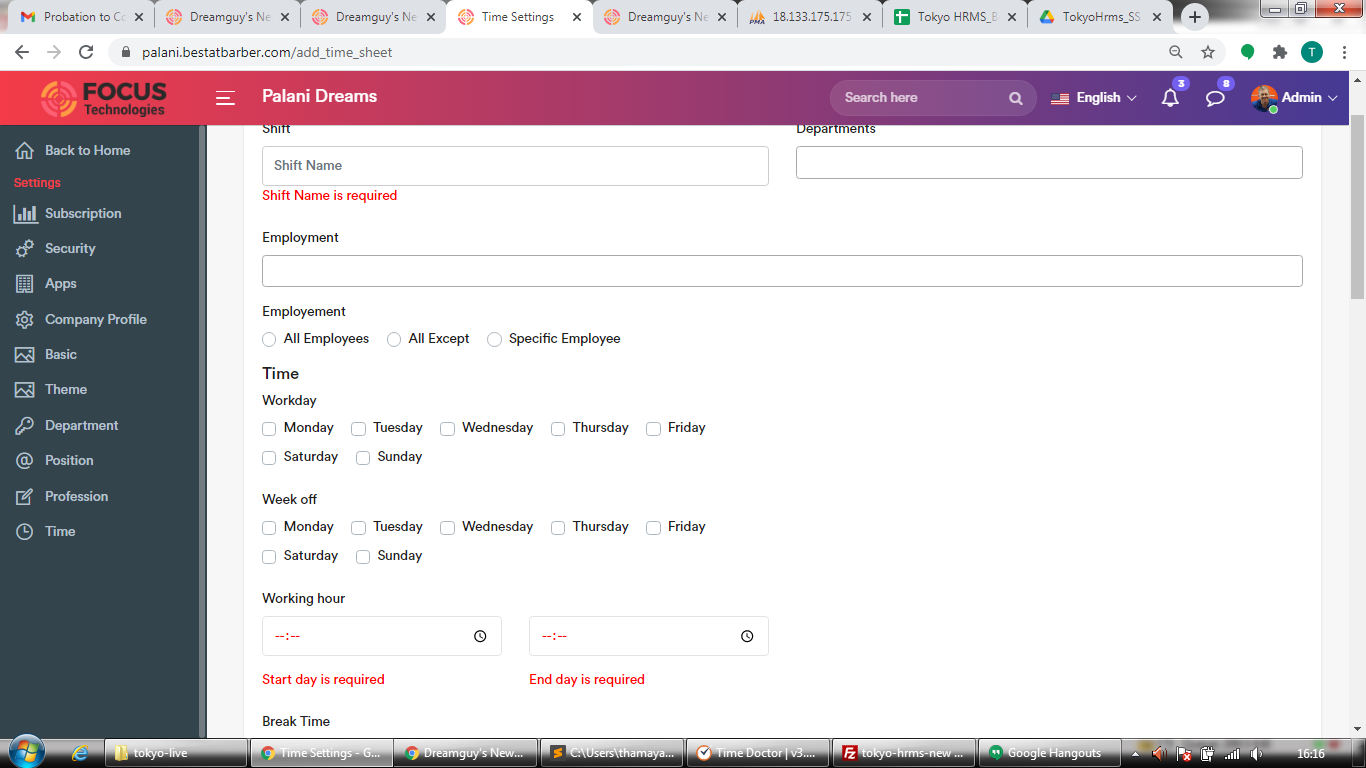 Probation to Co
Dreamguy's Ne
Dreamguy's Ne
Time Settings
Dreamguy's Ne
PMA
18.133.175.175
Tokyo HRMS_B
TokyoHrms_SS
palani.bestatbarber.com/add_time_sheet
T
FOCUS
Technologies
Palani Dreams
Search here
English
3
8
Admin
Back to Home
Settings
Subscription
Security
Apps
Company Profile
Basic
Theme
Department
Position
Profession
Time
Shift
Departments
Shift Name
Shift Name is required
Employment
Employement
All Employees
All Except
Specific Employee
Time
Workday
Monday
Tuesday
Wednesday
Thursday
Friday
Saturday
Sunday
Week off
Monday
Tuesday
Wednesday
Thursday
Friday
Saturday
Sunday
Working hour
--:--
--:--
Start day is required
End day is required
Break Time
tokyo-live
Time Settings - G...
Dreamguy's New...
C:\Users\thamaya...
Time Doctor | v3....
Fz
tokyo-hrms-new ...
Google Hangouts
16:16